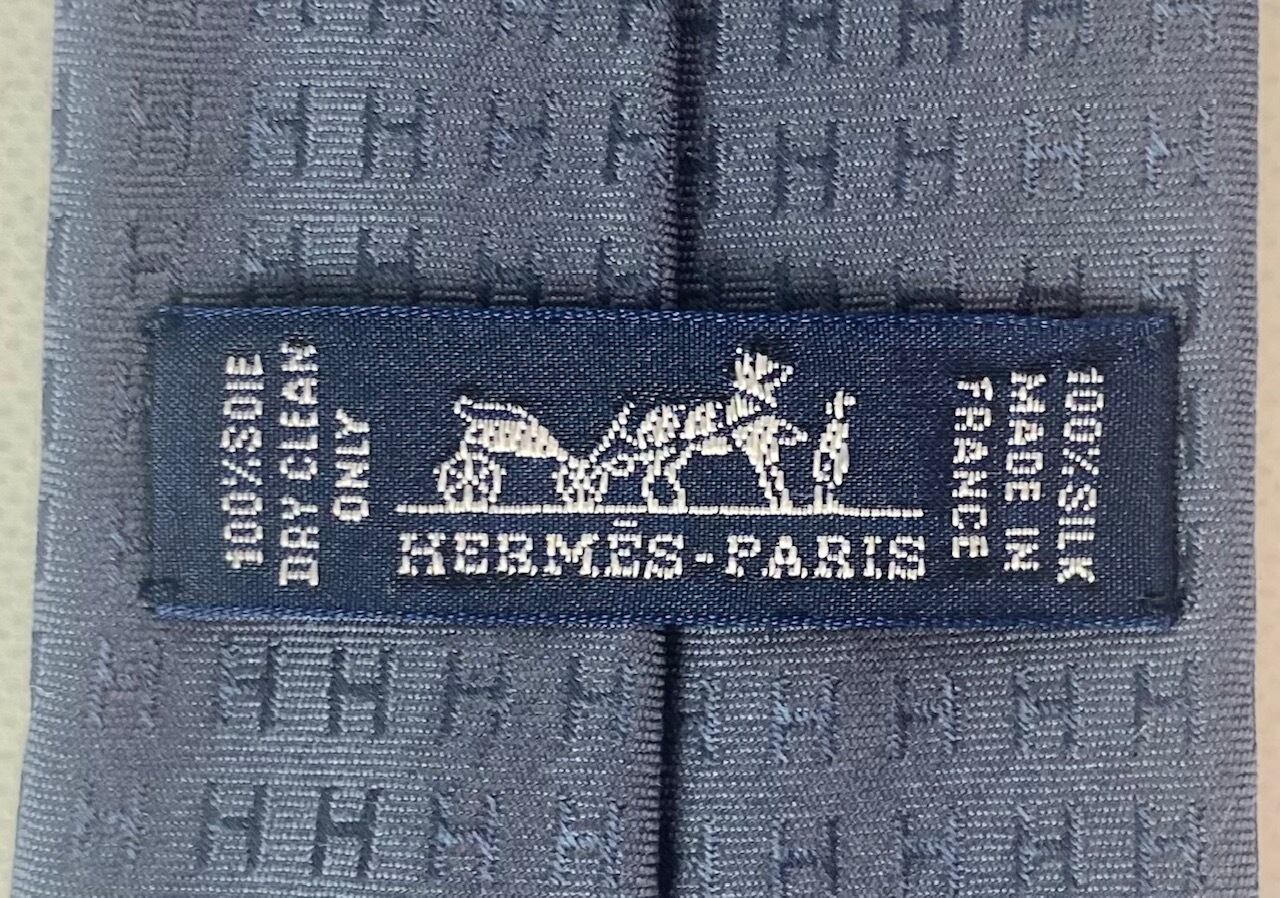 100%SOIE
DRY CLEAN
ONLY
HERMÈS-PARIS
100%SILK
MADE IN
FRANCE